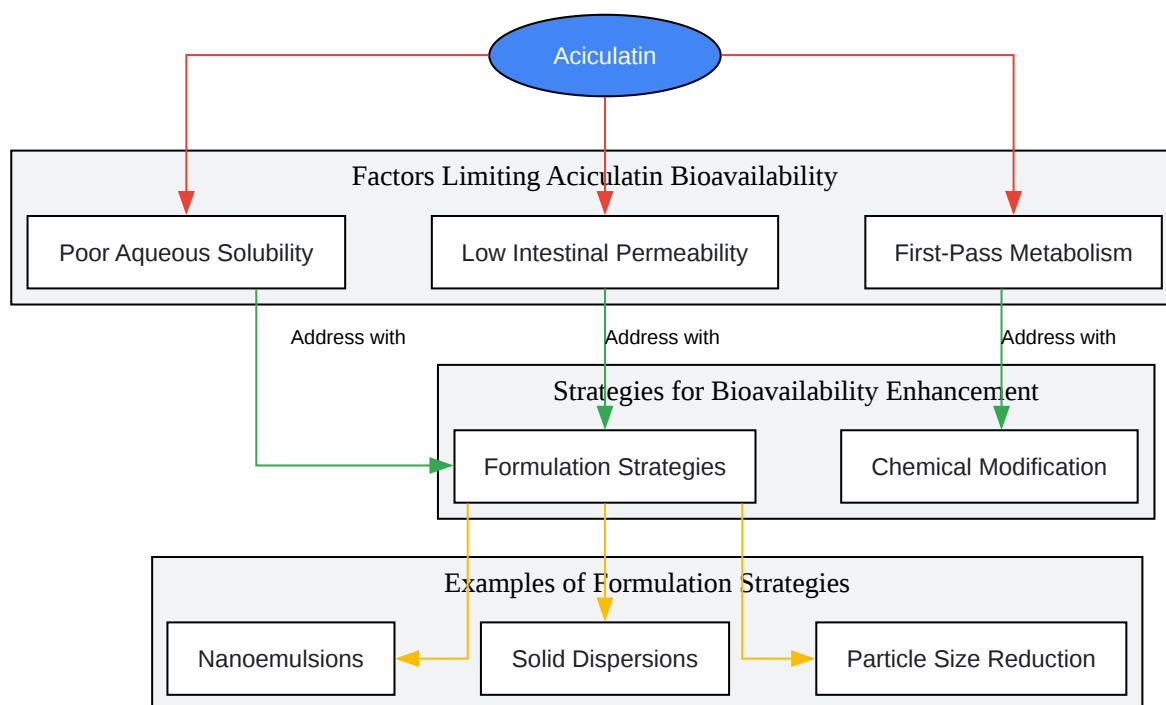 Aciculatin
Factors Limiting Aciculatin Bioavailability
Poor Aqueous Solubility
Low Intestinal Permeability
First-Pass Metabolism
Address with
Address with
Address with
Strategies for Bioavailability Enhancement
Formulation Strategies
Chemical Modification
Examples of Formulation Strategies
Nanoemulsions
Solid Dispersions
Particle Size Reduction